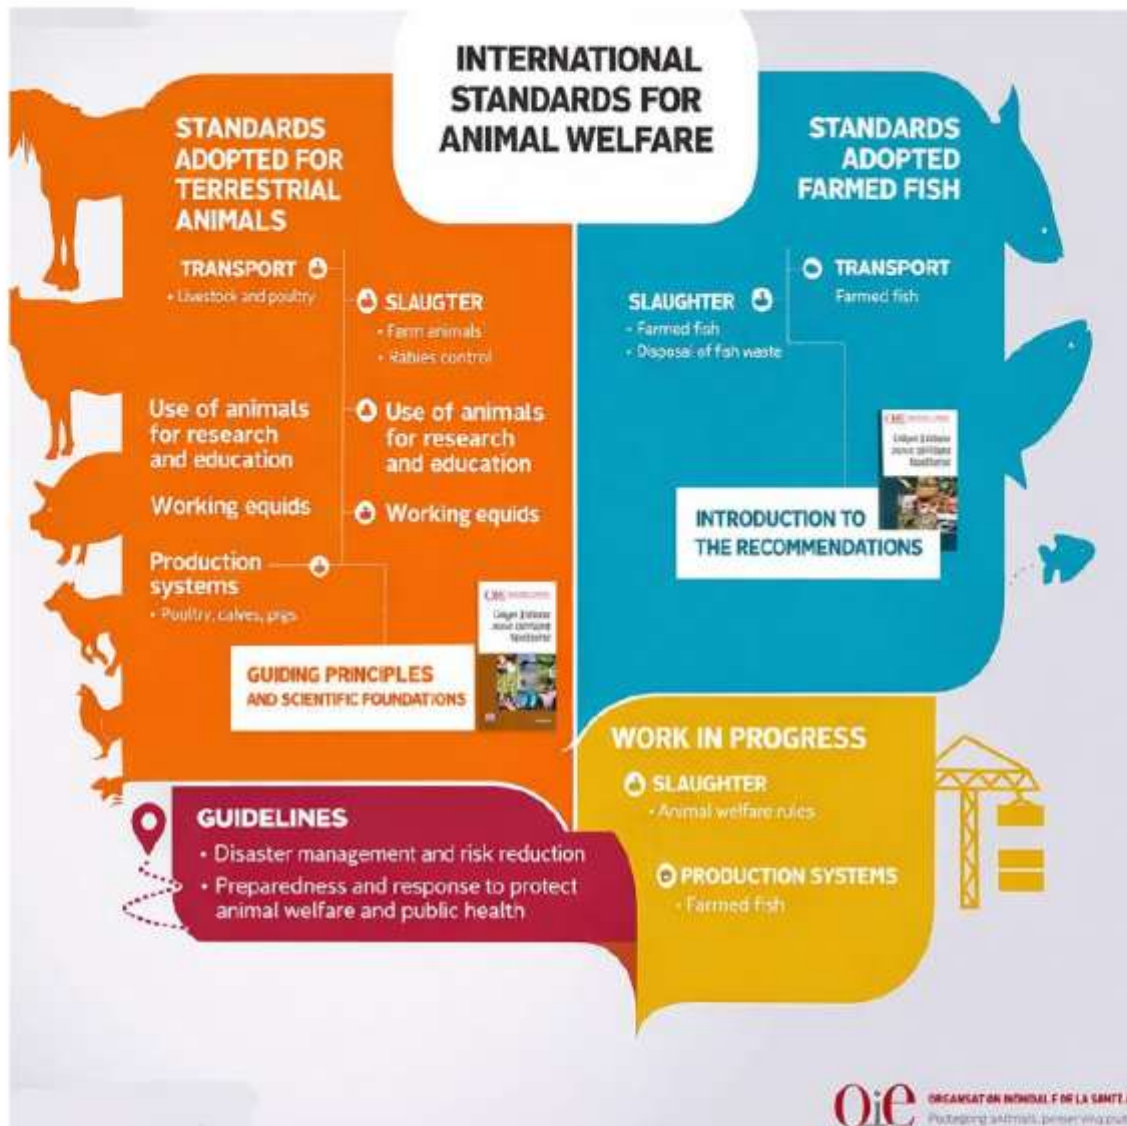 INTERNATIONAL
STANDARDS FOR
ANIMAL WELFARE
STANDARDS
ADOPTED FOR
TERRESTRIAL
ANIMALS
TRANSPORT
• Livestock and poultry
SLAUGTER
• Farm animals
• Rabies control
Use of animals
for research
and education
Use of animals
for research
and education
Working equids
Working equids
Production
systems
• Poultry, calves, pigs
GUIDING PRINCIPLES
AND SCIENTIFIC FOUNDATIONS
STANDARDS
ADOPTED
FARMED FISH
TRANSPORT
Farmed fish
SLAUGHTER
• Farmed fish
• Disposal of fish waste
INTRODUCTION TO
THE RECOMMENDATIONS
WORK IN PROGRESS
SLAUGHTER
• Animal welfare rules
PRODUCTION SYSTEMS
• Farmed fish
GUIDELINES
• Disaster management and risk reduction
• Preparedness and response to protect
animal welfare and public health
OiE
DE LA SANTÉ